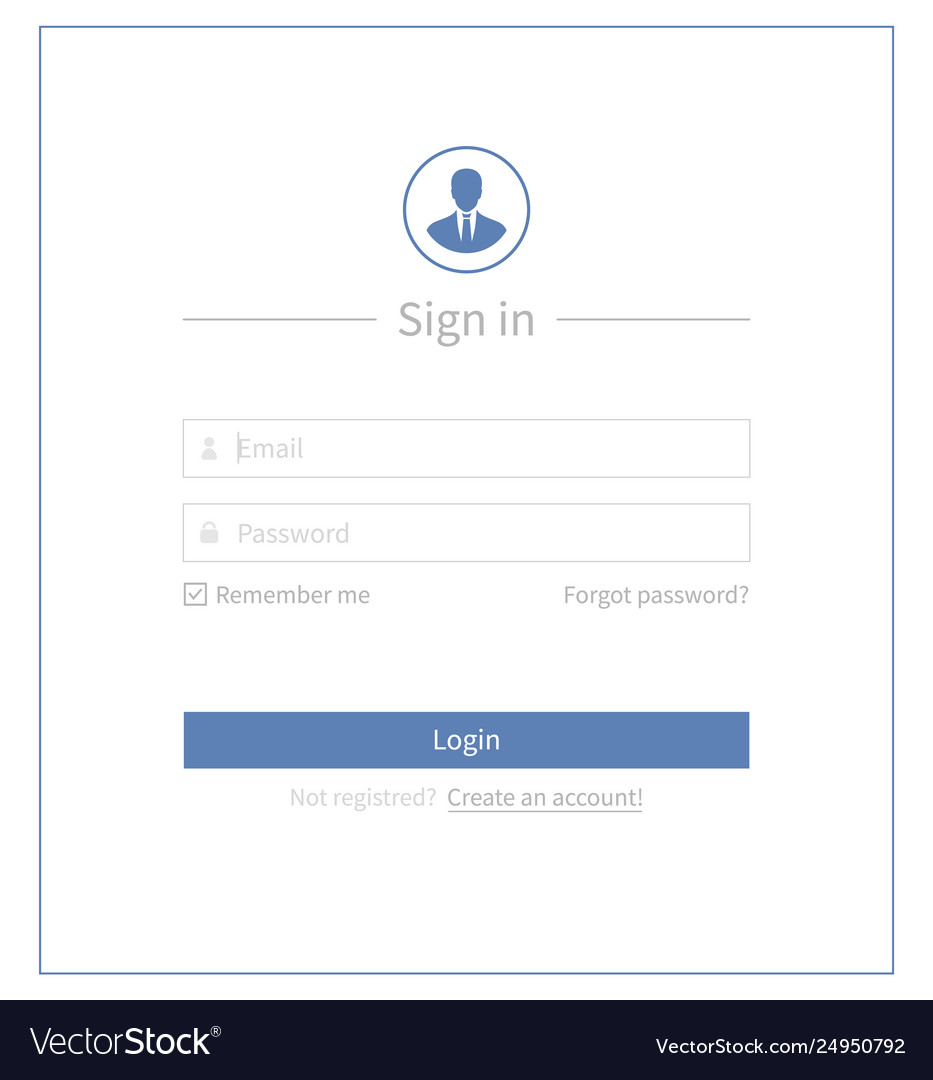 Sign in
Email
Password
Remember me Forgot password?
Login
Not registred? Create an account!
VectorStock® VectorStock.com/24950792